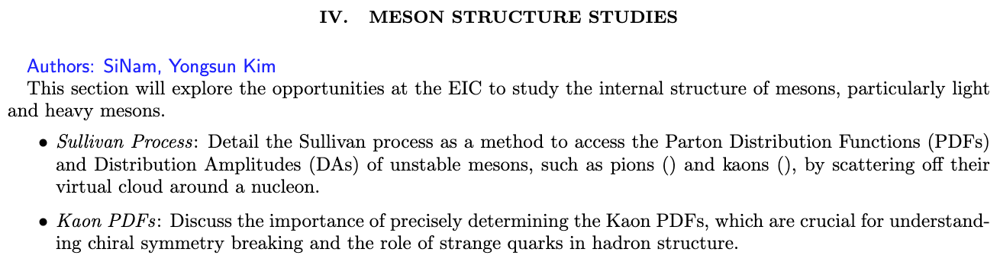 IV. MESON STRUCTURE STUDIES
Authors: SiNam, Yongsun Kim
This section will explore the opportunities at the EIC to study the internal structure of mesons, particularly light
and heavy mesons.
• Sullivan Process: Detail the Sullivan process as a method to access the Parton Distribution Functions (PDFs)
and Distribution Amplitudes (DAs) of unstable mesons, such as pions () and kaons (), by scattering off their
virtual cloud around a nucleon.
• Kaon PDFs: Discuss the importance of precisely determining the Kaon PDFs, which are crucial for understand-
ing chiral symmetry breaking and the role of strange quarks in hadron structure.